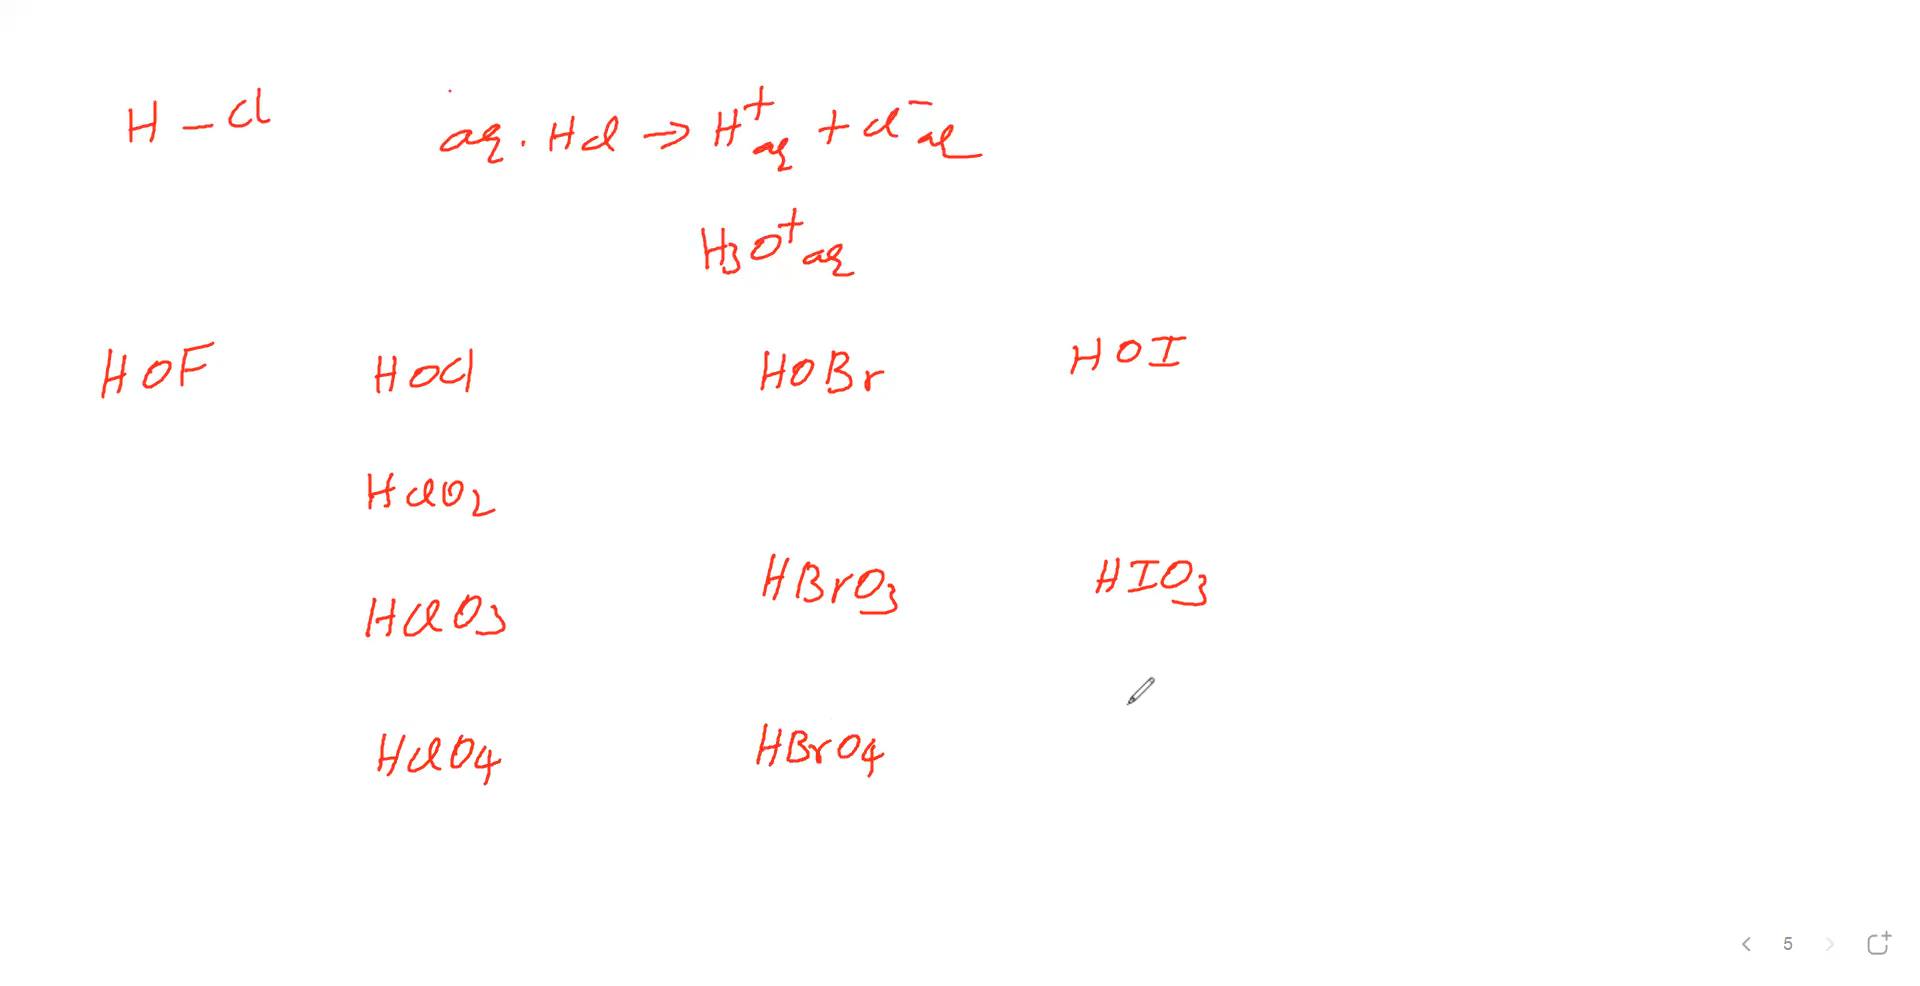 H – Cl    aq. HCl → H⁺aq + Cl⁻aq
H₃O⁺aq
HOF    HOCl    HOBr    HOI
HClO₂
HClO₃    HBrO₃    HIO₃
HClO₄    HBrO₄
5